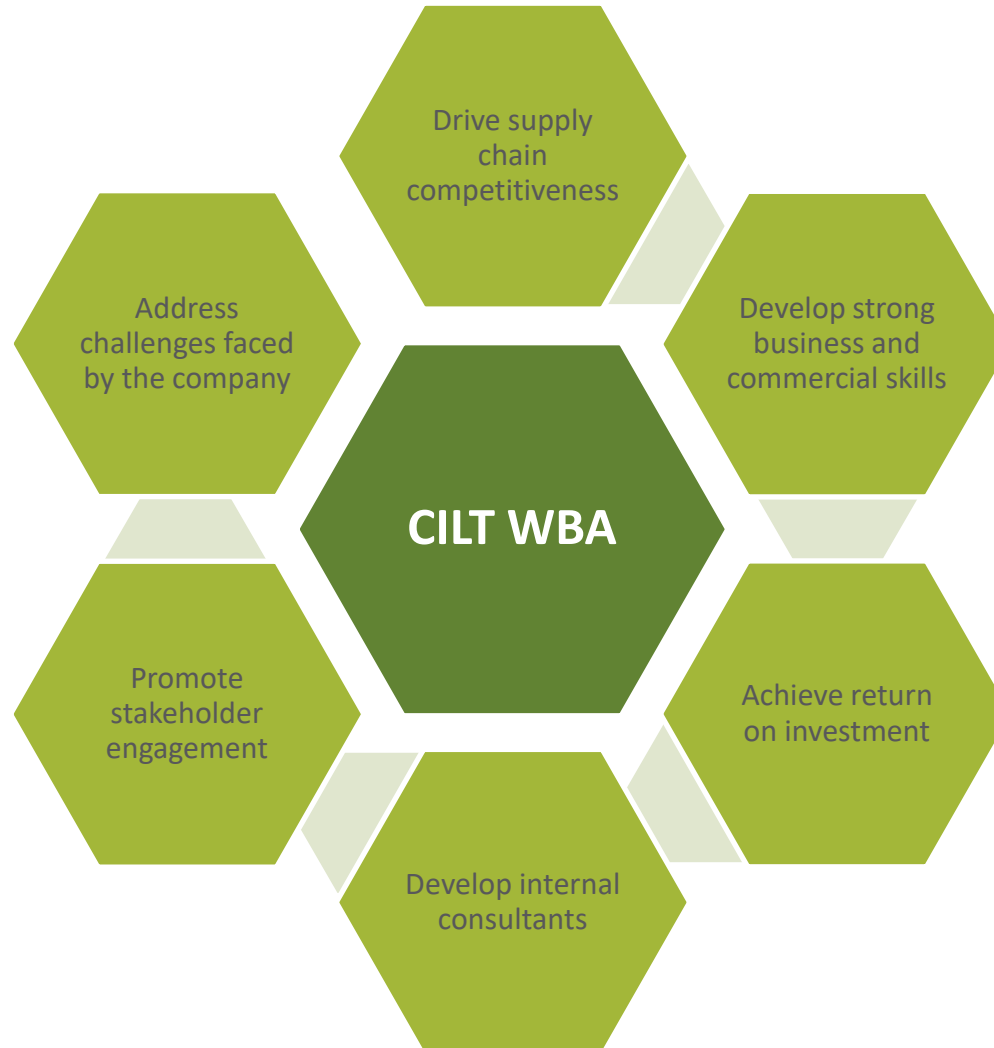 Drive supply
chain
competitiveness
Develop strong
business and
commercial skills
Achieve return
on investment
Develop internal
consultants
Promote
stakeholder
engagement
Address
challenges faced
by the company
CILT WBA